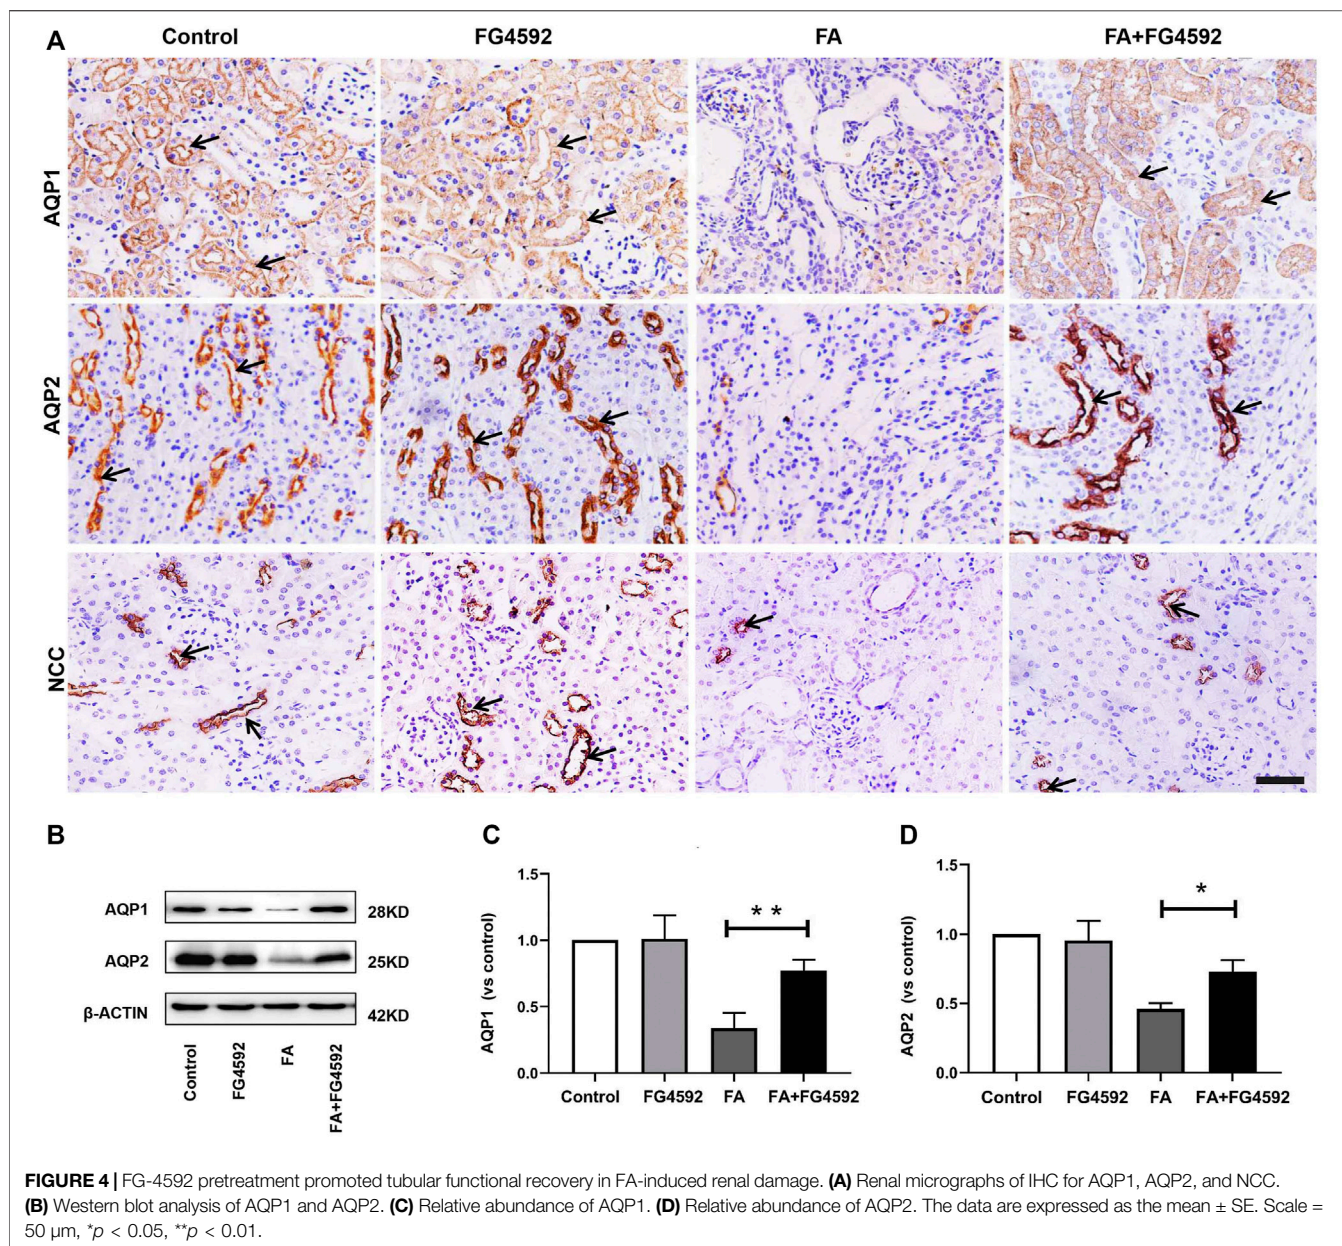 A
Control
FG4592
FA
FA+FG4592
AQP1
AQP2
NCC
B
AQP1
28KD
AQP2
25KD
β-ACTIN
42KD
Control
FG4592
FA
FA+FG4592
C
AQP1 (vs control)
1.5
1.0
0.5
0.0
* *
Control
FG4592
FA
FA+FG4592
D
AQP2 (vs control)
1.5
1.0
0.5
0.0
*
Control
FG4592
FA
FA+FG4592
FIGURE 4 | FG-4592 pretreatment promoted tubular functional recovery in FA-induced renal damage. (A) Renal micrographs of IHC for AQP1, AQP2, and NCC.
(B) Western blot analysis of AQP1 and AQP2. (C) Relative abundance of AQP1. (D) Relative abundance of AQP2. The data are expressed as the mean ± SE. Scale =
50 μm, *p < 0.05, **p < 0.01.